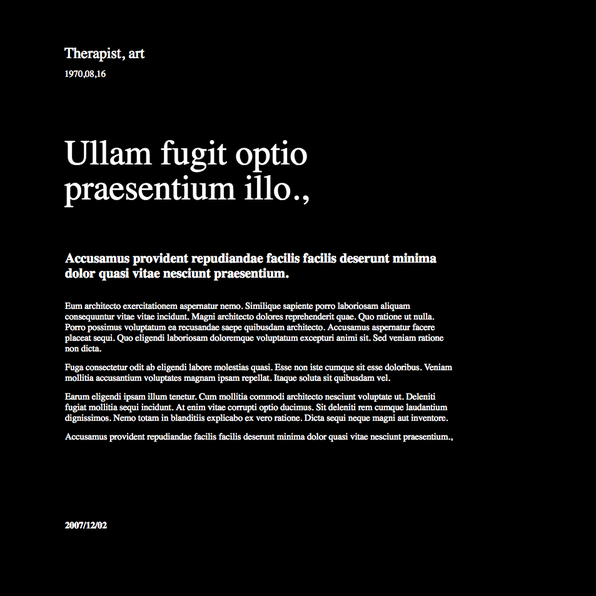 Therapist, art
1970,08,16
Ullam fugit optio
praesentium illo.,
Accusamus provident repudiandae facilis facilis deserunt minima
dolor quasi vitae nesciunt praesentium.
Eum architecto exercitationem aspernatur nemo. Similique sapiente porro laboriosam aliquam
consequuntur vitae vitae incidunt. Magni architecto dolores reprehenderit quae. Quo ratione ut nulla.
Porro possimus voluptatum ea recusandae saepe quibusdam architecto. Accusamus aspernatur facere
placeat sequi. Quo eligendi laboriosam doloremque voluptatum excepturi animi sit. Sed veniam ratione
non dicta.
Fuga consectetur odit ab eligendi labore molestias quasi. Esse non iste cumque sit esse doloribus. Veniam
mollitia accusantium voluptates magnam ipsam repellat. Itaque soluta sit quibusdam vel.
Earum eligendi ipsam illum tenetur. Cum mollitia commodi architecto nesciunt voluptate ut. Deleniti
fugiat mollitia sequi incidunt. At enim vitae corrupti optio ducimus. Sit deleniti rem cumque laudantium
dignissimos. Nemo totam in blanditiis explicabo ex vero ratione. Dicta sequi neque magni aut inventore.
Accusamus provident repudiandae facilis facilis deserunt minima dolor quasi vitae nesciunt praesentium.,
2007/12/02